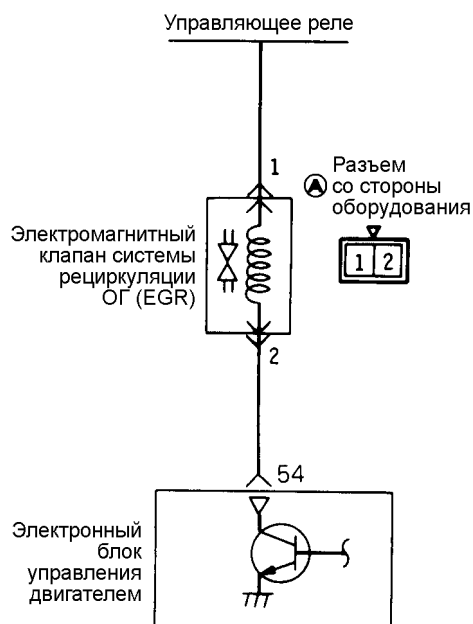 Управляющее реле
1
A
Разъем
со стороны
оборудования
1 2
Электромагнитный
клапан системы
рециркуляции
ОГ (EGR)
2
54
Электронный
блок
управления
двигателем